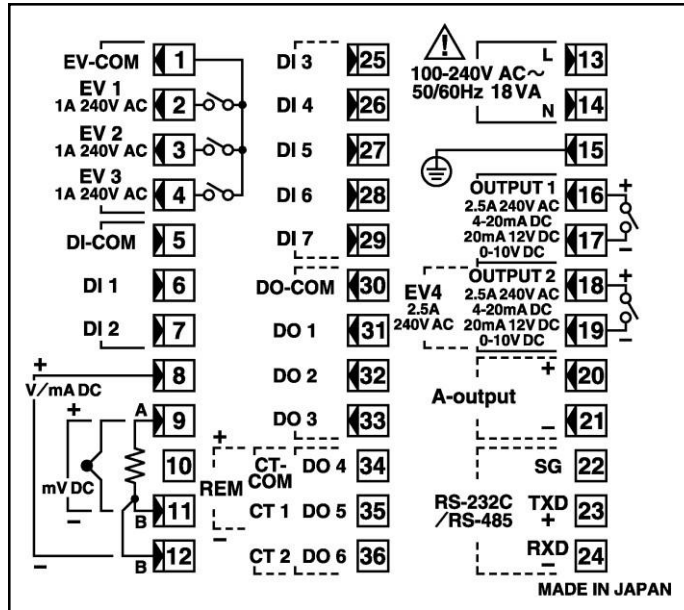 EV-COM 1
EV 1
1A 240V AC 2
EV 2
1A 240V AC 3
EV 3
1A 240V AC 4
DI-COM 5
DI 1 6
DI 2 7
+
V/mA DC 8
+ A 9
10
mV DC
− B 11
− B 12
DI 3 25
DI 4 26
DI 5 27
DI 6 28
DI 7 29
DO-COM 30
DO 1 31
DO 2 32
DO 3 33
+
REM
−
CT-COM DO 4 34
CT 1 DO 5 35
CT 2 DO 6 36
L 13
100-240V AC~
50/60Hz 18VA
N 14
15
OUTPUT 1 16 +
2.5A 240V AC
4-20mA DC
20mA 12V DC 17 −
0-10V DC
EV4
2.5A
240V AC
OUTPUT 2 18 +
2.5A 240V AC
4-20mA DC
20mA 12V DC 19 −
0-10V DC
+ 20
A-output
− 21
SG 22
RS-232C
/RS-485
TXD
+ 23
RXD
− 24
MADE IN JAPAN